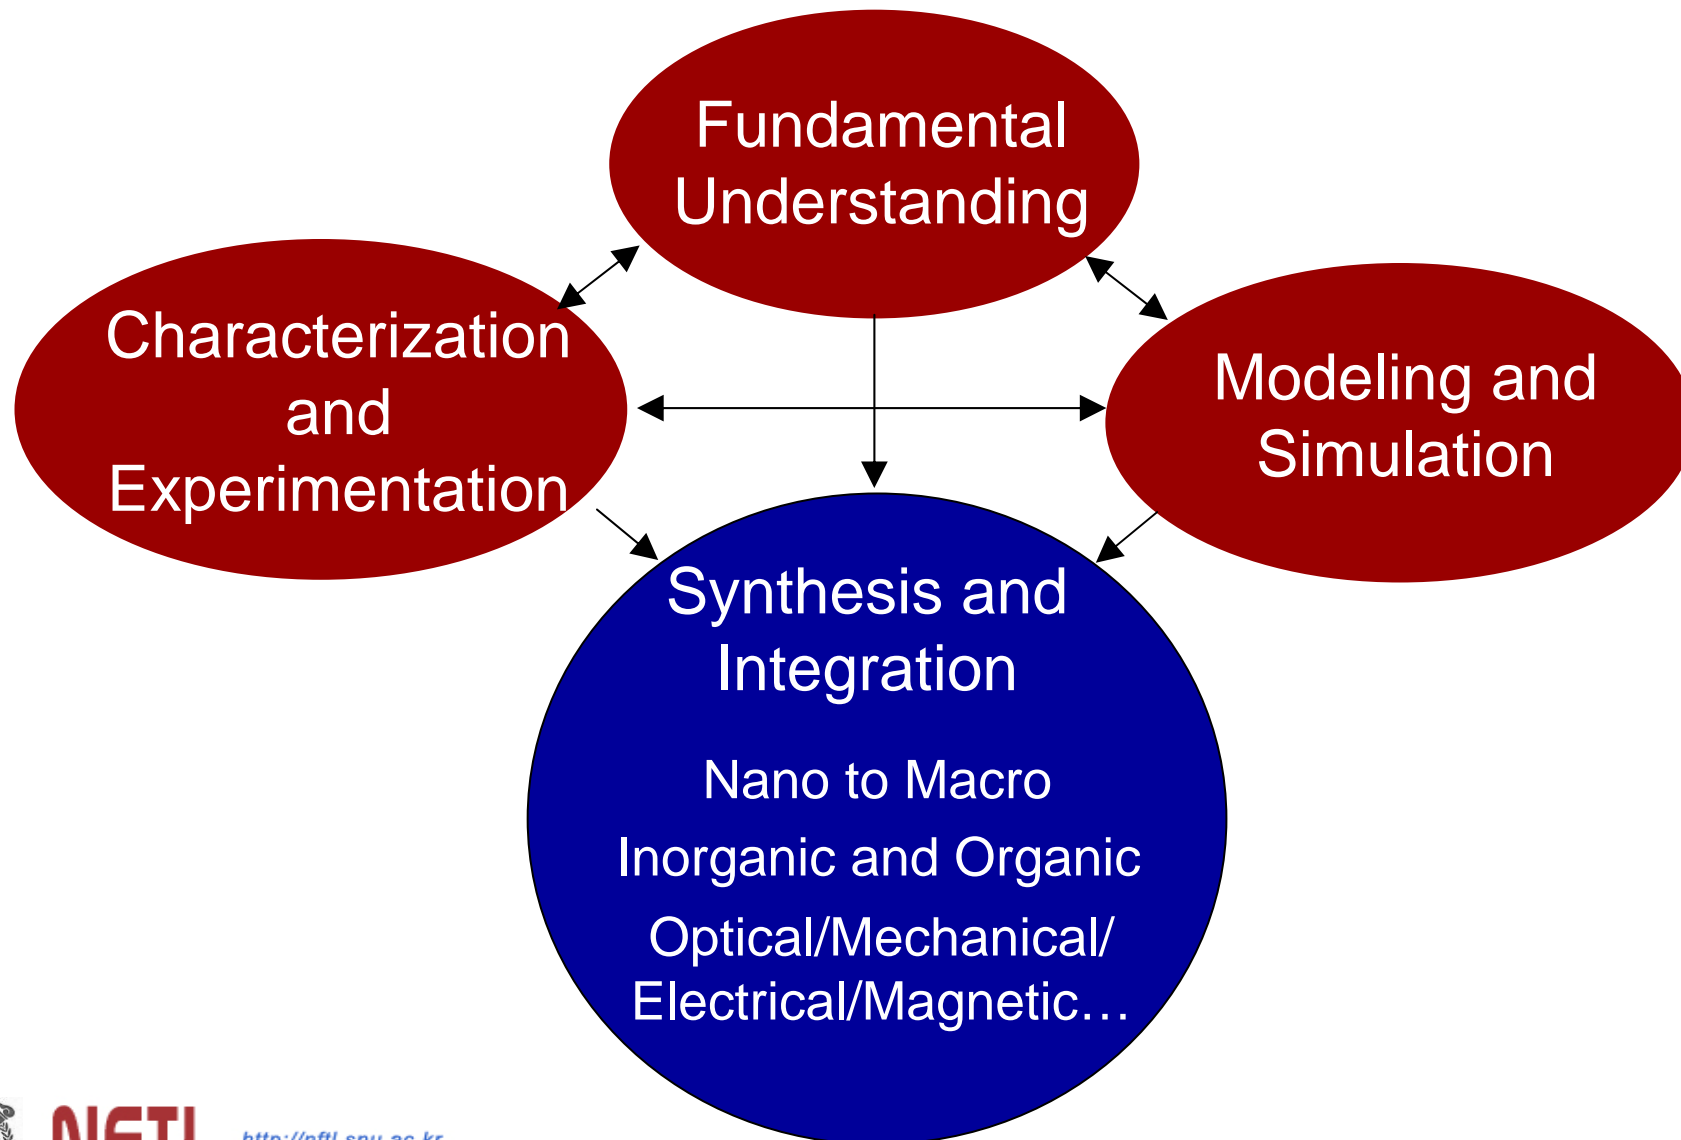 Fundamental
Understanding
Characterization
and
Experimentation
Modeling and
Simulation
Synthesis and
Integration
Nano to Macro
Inorganic and Organic
Optical/Mechanical/
Electrical/Magnetic…